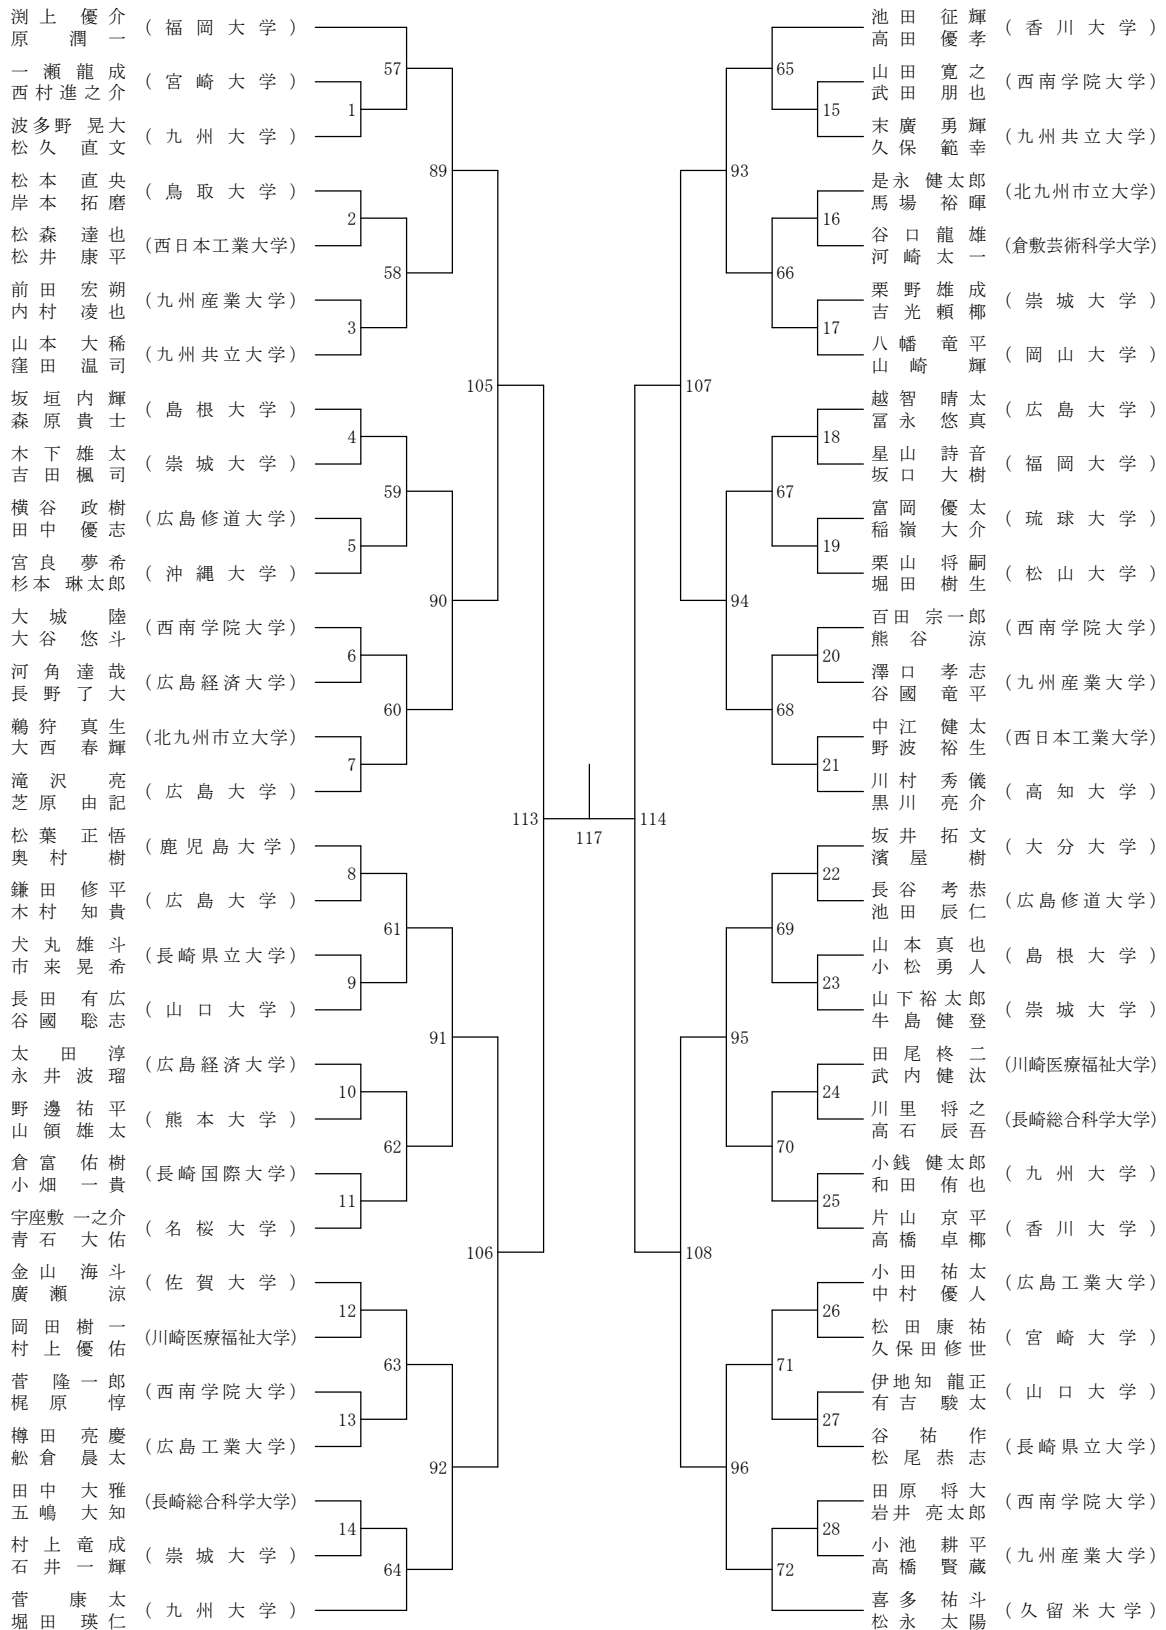 渕上 優介
原 潤一
(福岡大学)
一瀬龍成
西村進之介
(宮崎大学)
波多野 晃大
松久 直文
(九州大学)
松本 直央
岸本 拓磨
(鳥取大学)
松森 達也
松井 康平
(西日本工業大学)
前田 宏朔
内村 凌也
(九州産業大学)
山本 大稀
窪田 温司
(九州共立大学)
坂垣内輝
森原貴士
(島根大学)
木下雄太
吉田楓司
(崇城大学)
横谷 政樹
田中 優志
(広島修道大学)
宮良 夢希
杉本 琳太郎
(沖縄大学)
大城 陸
大谷 悠斗
(西南学院大学)
河角達哉
長野了大
(広島経済大学)
鵜狩 真生
大西 春輝
(北九州市立大学)
滝沢 亮
芝原 由記
(広島大学)
松葉 正悟
奥村 樹
(鹿児島大学)
鎌田 修平
木村 知貴
(広島大学)
犬丸雄斗
市来晃希
(長崎県立大学)
長田 有広
谷國 聡志
(山口大学)
太田 淳
永井波瑠
(広島経済大学)
野邊祐平
山領雄太
(熊本大学)
倉富 佑樹
小畑 一貴
(長崎国際大学)
宇座敷 一之介
青石 大佑
(名桜大学)
金山 海斗
廣瀬 涼
(佐賀大学)
岡田樹一
村上優佑
(川崎医療福祉大学)
菅 隆一郎
梶原 惇
(西南学院大学)
樽田 亮慶
舩倉 晨太
(広島工業大学)
田中 大雅
五嶋 大知
(長崎総合科学大学)
村上竜成
石井一輝
(崇城大学)
菅 康太
堀田 瑛仁
(九州大学)
57
1
89
2
58
3
105
4
59
5
90
6
60
7
113
8
61
9
91
10
62
11
106
12
63
13
92
14
64
117
65
15
93
16
66
17
107
18
67
19
94
20
68
21
114
22
69
23
95
24
70
25
108
26
71
27
96
28
72
池田 征輝
高田 優孝
(香川大学)
山田 寛之
武田 朋也
(西南学院大学)
末廣 勇輝
久保 範幸
(九州共立大学)
是永 健太郎
馬場 裕暉
(北九州市立大学)
谷口龍雄
河崎太一
(倉敷芸術科学大学)
栗野雄成
吉光頼椰
(崇城大学)
八幡 竜平
山崎 輝
(岡山大学)
越智 晴太
冨永 悠真
(広島大学)
星山 詩音
坂口 大樹
(福岡大学)
富岡 優太
稲嶺 大介
(琉球大学)
栗山 将嗣
堀田 樹生
(松山大学)
百田 宗一郎
熊谷 涼
(西南学院大学)
澤口 孝志
谷國 竜平
(九州産業大学)
中江 健太
野波 裕生
(西日本工業大学)
川村 秀儀
黒川 亮介
(高知大学)
坂井 拓文
濱屋 樹
(大分大学)
長谷 考恭
池田 辰仁
(広島修道大学)
山本真也
小松勇人
(島根大学)
山下裕太郎
牛島健登
(崇城大学)
田尾柊二
武内健汰
(川崎医療福祉大学)
川里 将之
高石 辰吾
(長崎総合科学大学)
小銭 健太郎
和田 侑也
(九州大学)
片山 京平
高橋 卓椰
(香川大学)
小田 祐太
中村 優人
(広島工業大学)
松田康祐
久保田修世
(宮崎大学)
伊地知 龍正
有吉 駿太
(山口大学)
谷 祐作
松尾恭志
(長崎県立大学)
田原 将大
岩井 亮太郎
(西南学院大学)
小池 耕平
高橋 賢蔵
(九州産業大学)
喜多 祐斗
松永 太陽
(久留米大学)